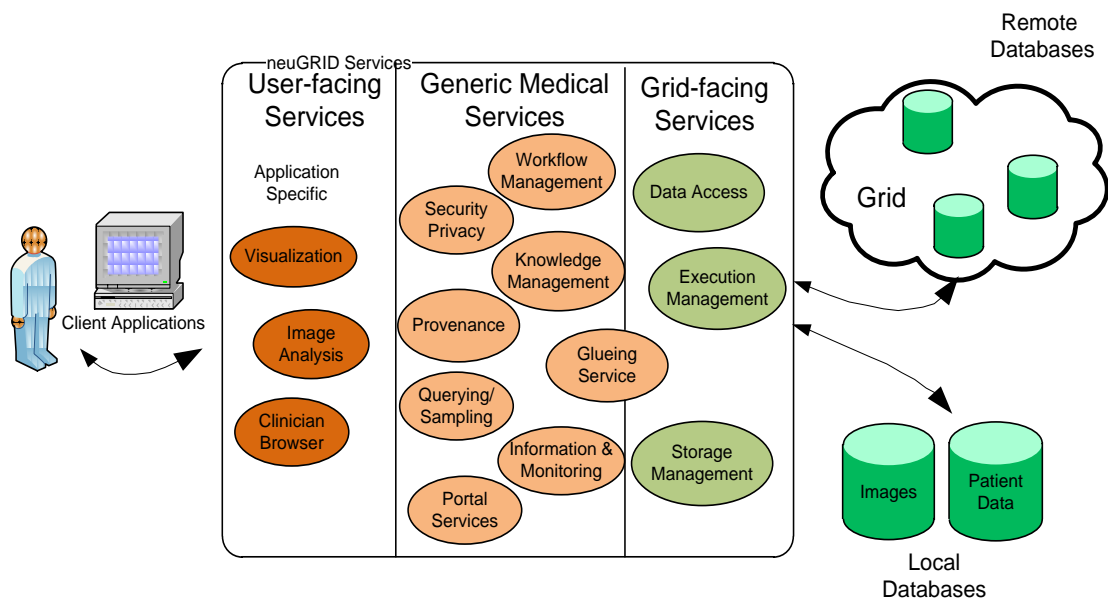 Remote
Databases
neuGRID Services
User-facing
Services
Generic Medical
Services
Grid-facing
Services
Application
Specific
Visualization
Image
Analysis
Clinician
Browser
Workflow
Management
Security
Privacy
Knowledge
Management
Provenance
Glueing
Service
Querying/
Sampling
Information &
Monitoring
Portal
Services
Data Access
Execution
Management
Storage
Management
Grid
Client Applications
Images
Patient
Data
Local
Databases